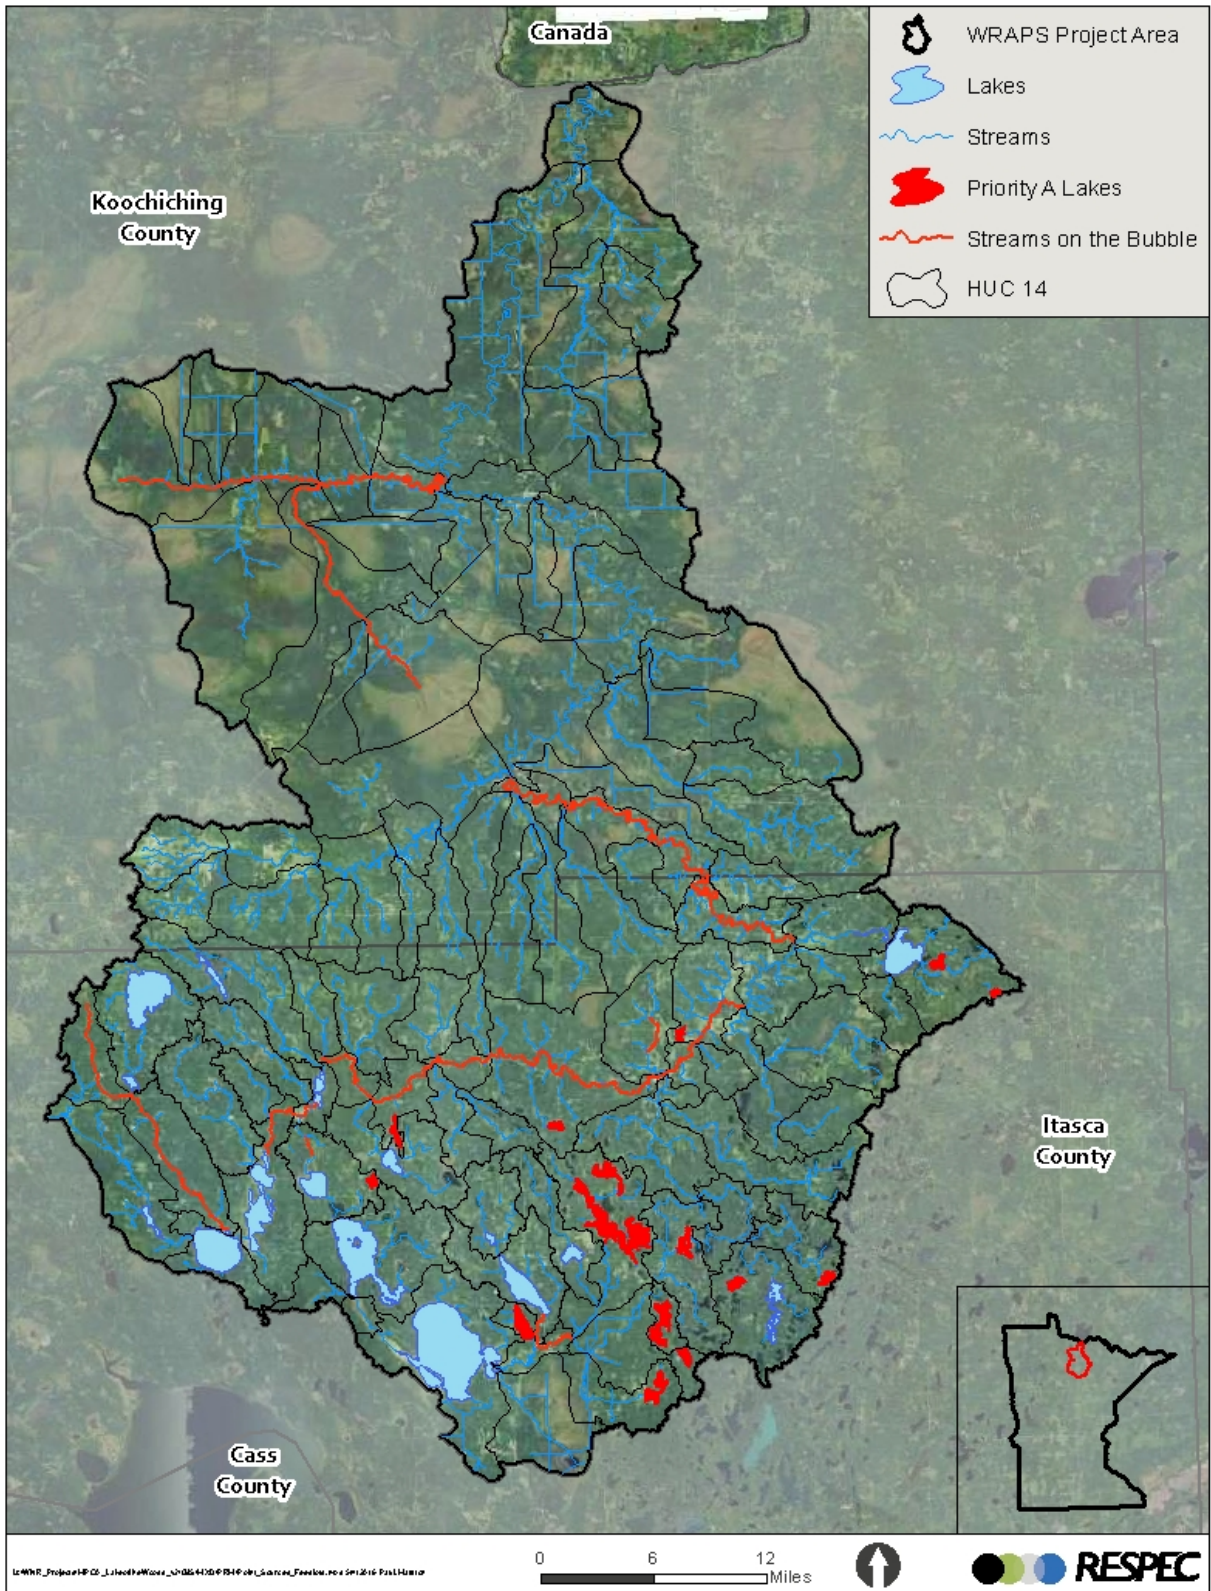 Canada
WRAPS Project Area
Lakes
Streams
Priority A Lakes
Streams on the Bubble
HUC 14
Koochiching
County
Itasca
County
Cass
County
0 6 12
Miles
RESPEC